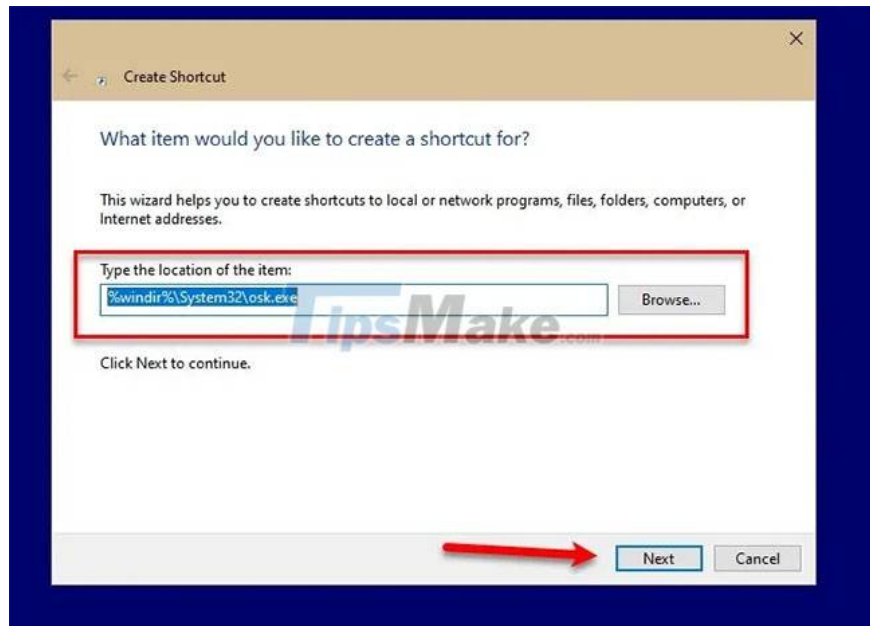 Create Shortcut
What item would you like to create a shortcut for?
This wizard helps you to create shortcuts to local or network programs, files, folders, computers, or
Internet addresses.
Type the location of the item:
%windir%\System32\osk.exe
Browse...
TipsMake.com
Click Next to continue.
Next
Cancel